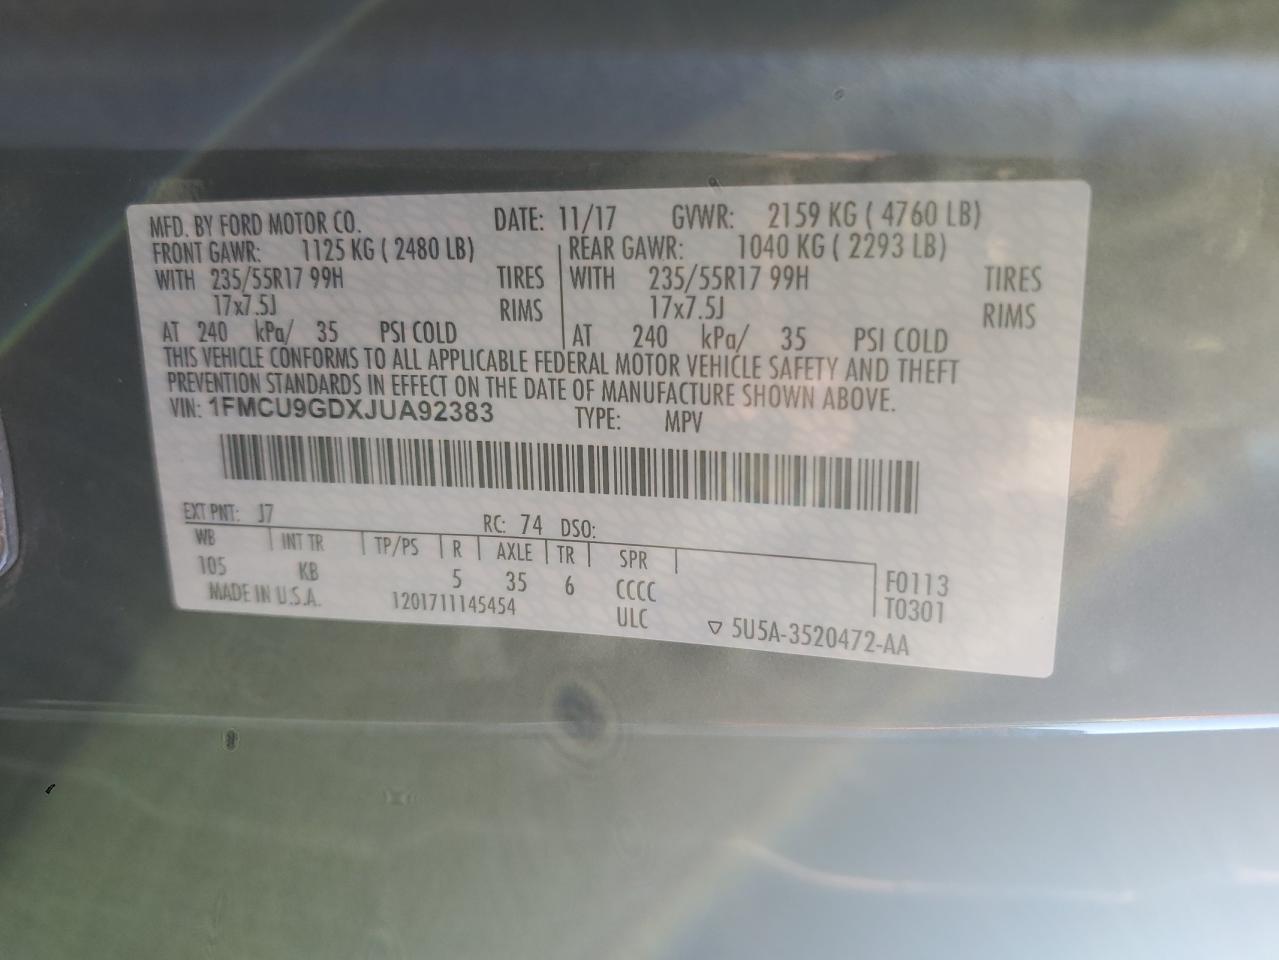 MFD. BY FORD MOTOR CO. DATE: 11/17 GVWR: 2159 KG ( 4760 LB)
FRONT GAWR: 1125 KG ( 2480 LB) REAR GAWR: 1040 KG ( 2293 LB)
WITH 235/55R17 99H TIRES WITH 235/55R17 99H TIRES
17x7.5J RIMS 17x7.5J RIMS
AT 240 kPa/ 35 PSI COLD AT 240 kPa/ 35 PSI COLD
THIS VEHICLE CONFORMS TO ALL APPLICABLE FEDERAL MOTOR VEHICLE SAFETY AND THEFT
PREVENTION STANDARDS IN EFFECT ON THE DATE OF MANUFACTURE SHOWN ABOVE.
VIN: 1FMCU9GDXJUA92383 TYPE: MPV
EXT PNT: J7 RC: 74 DSO:
WB INT TR TP/PS R AXLE TR SPR
105 KB 5 35 6 CCCC F0113
MADE IN U.S.A. 1201711145454 ULC T0301
▽ 5U5A-3520472-AA